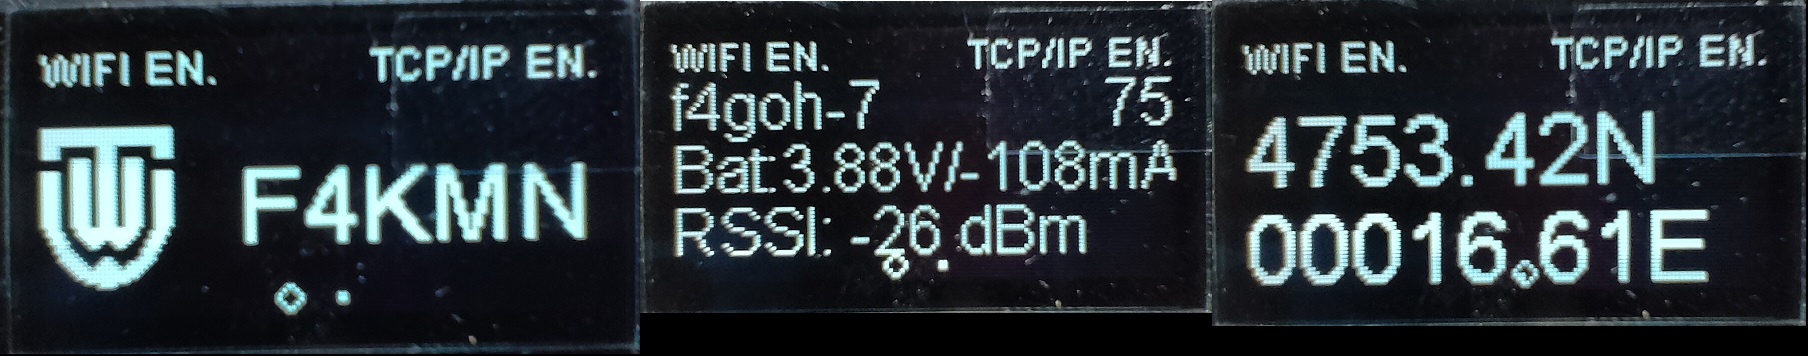 WIFI EN. TCP/IP EN.
F4KMN
WIFI EN. TCP/IP EN.
f4goh-7 75
Bat:3.88V/-108mA
RSSI: -26 dBm
WIFI EN. TCP/IP EN.
4753.42N
00016.61E